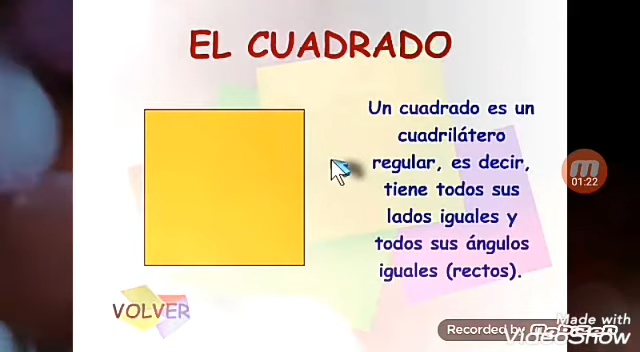 EL CUADRADO
Un cuadrado es un
cuadrilátero
regular, es decir,
tiene todos sus
lados iguales y
todos sus ángulos
iguales (rectos).
01:22
VOLVER
Made with
Recorded by
VideoShow